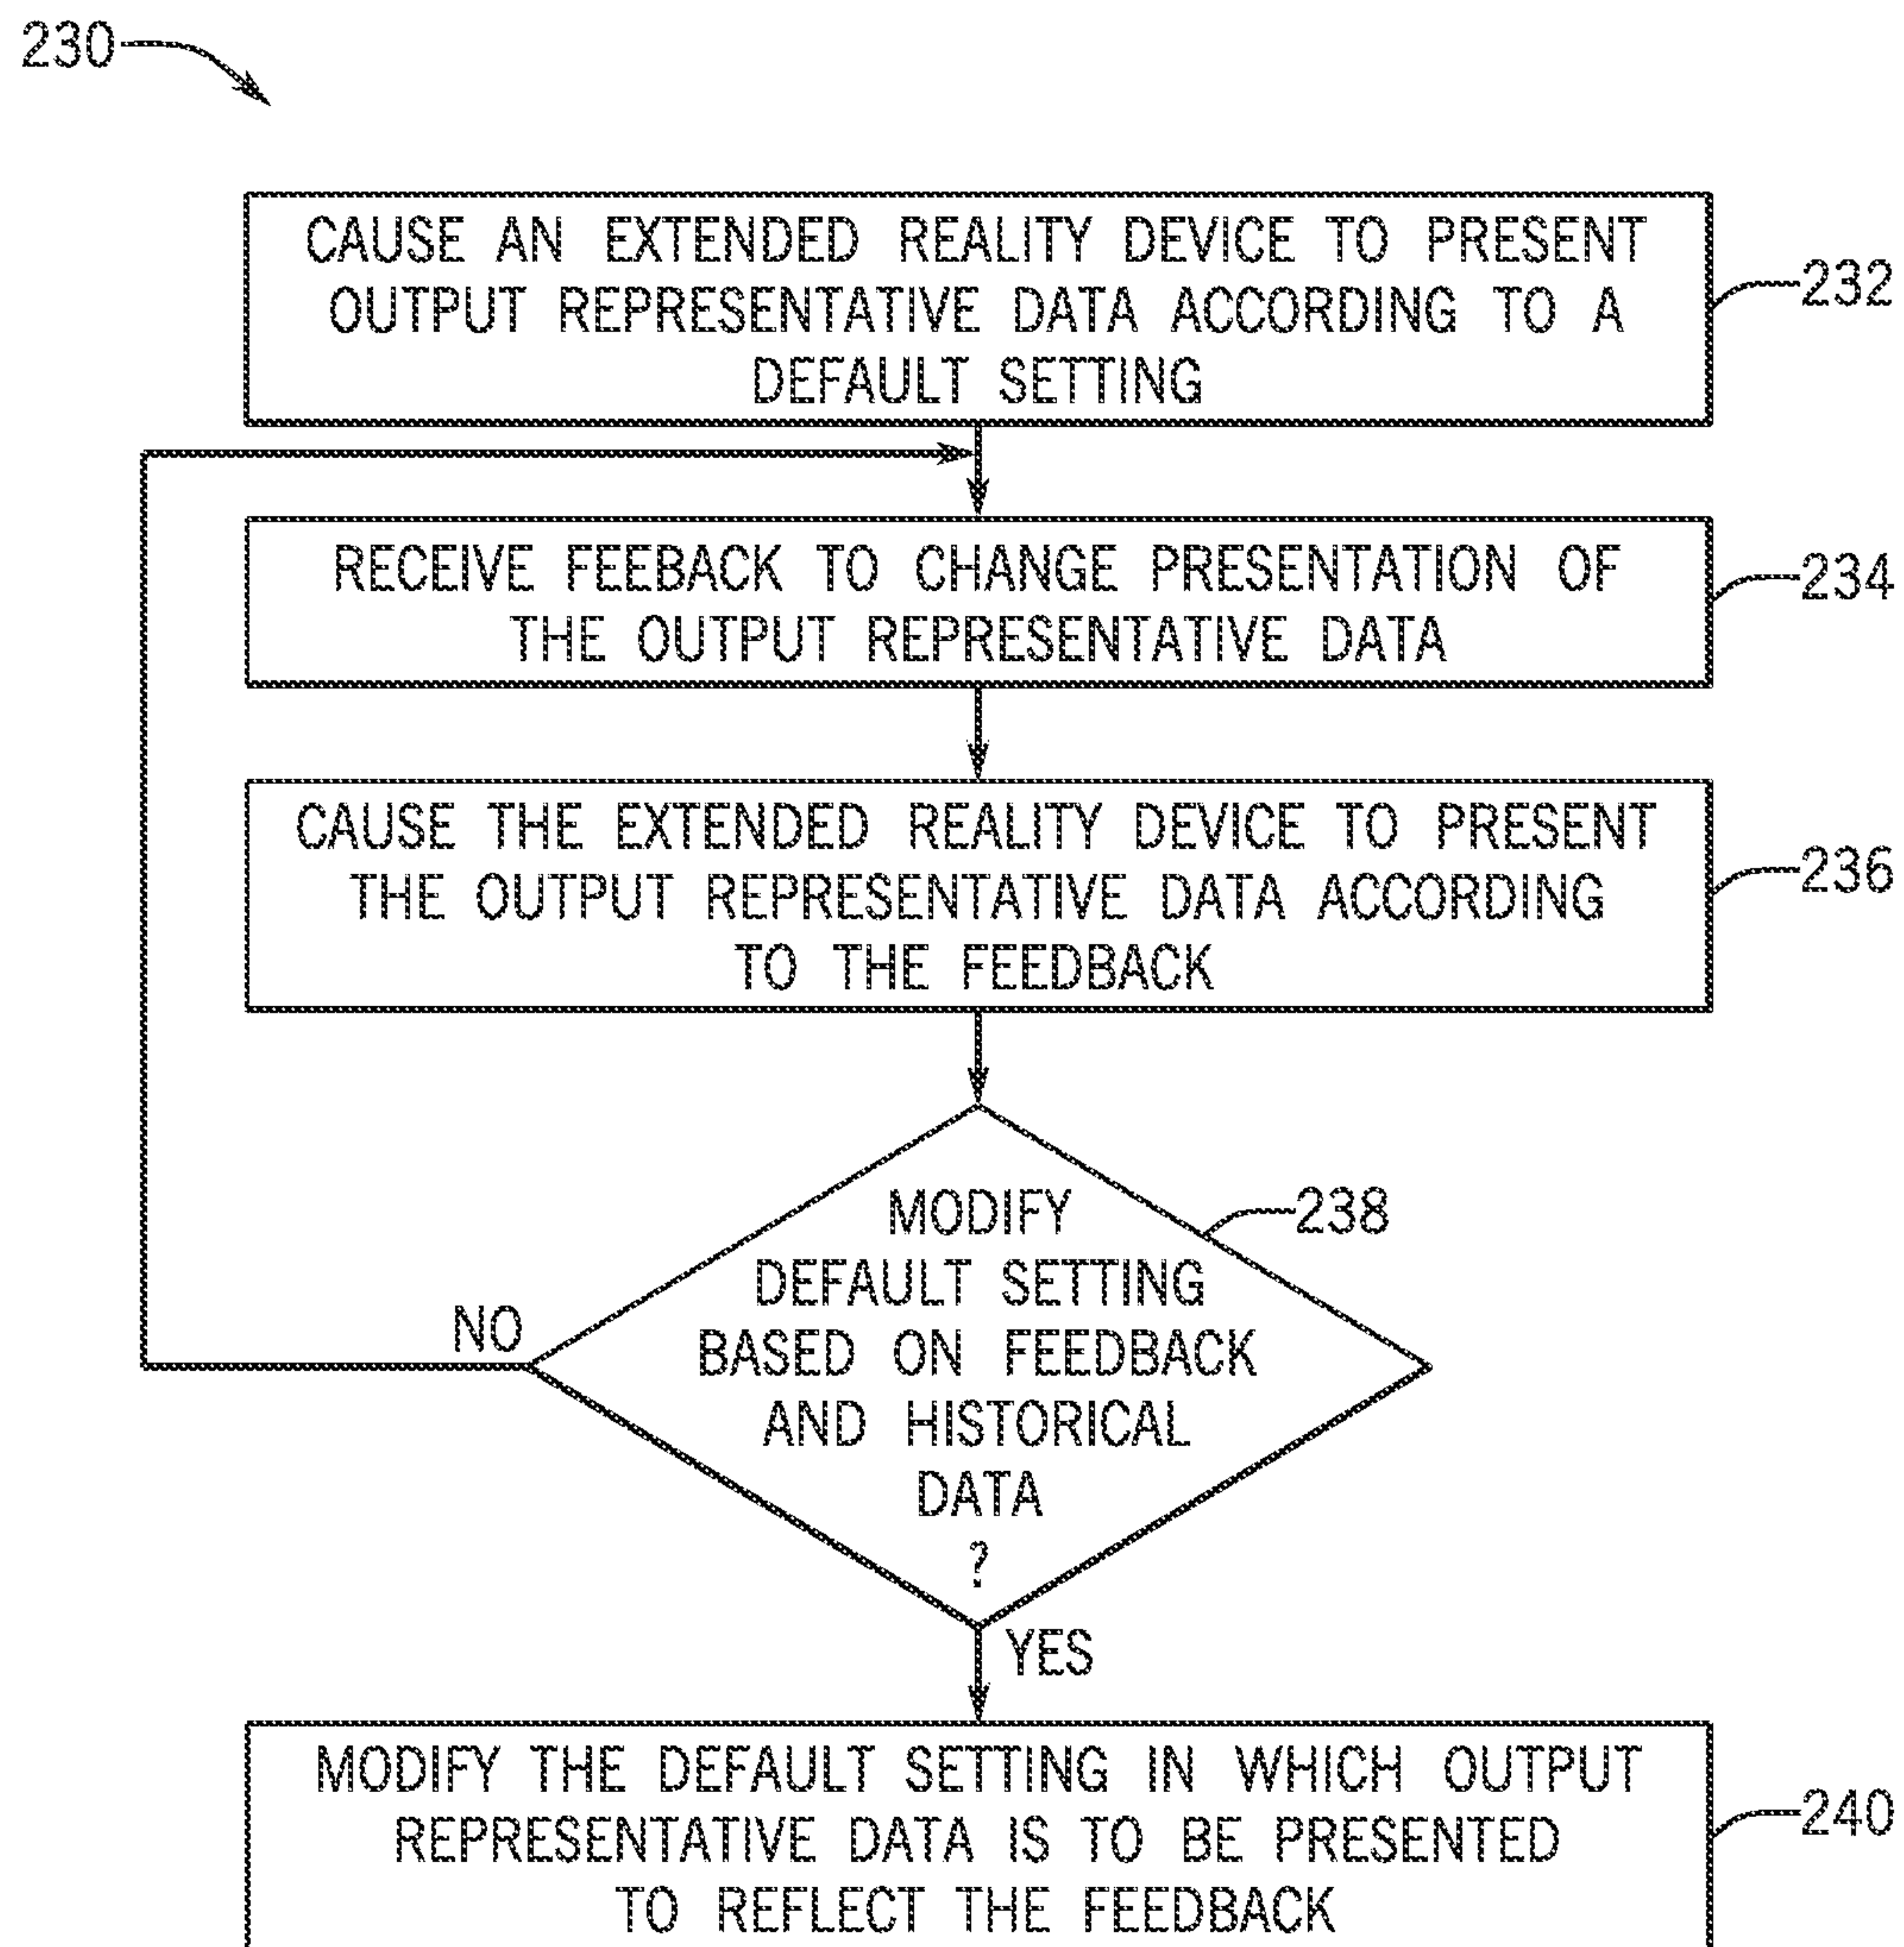 230
CAUSE AN EXTENDED REALITY DEVICE TO PRESENT
OUTPUT REPRESENTATIVE DATA ACCORDING TO A
DEFAULT SETTING
232
RECEIVE FEEBACK TO CHANGE PRESENTATION OF
THE OUTPUT REPRESENTATIVE DATA
234
CAUSE THE EXTENDED REALITY DEVICE TO PRESENT
THE OUTPUT REPRESENTATIVE DATA ACCORDING
TO THE FEEDBACK
236
MODIFY
DEFAULT SETTING
BASED ON FEEDBACK
AND HISTORICAL
DATA
?
238
NO
YES
MODIFY THE DEFAULT SETTING IN WHICH OUTPUT
REPRESENTATIVE DATA IS TO BE PRESENTED
TO REFLECT THE FEEDBACK
240